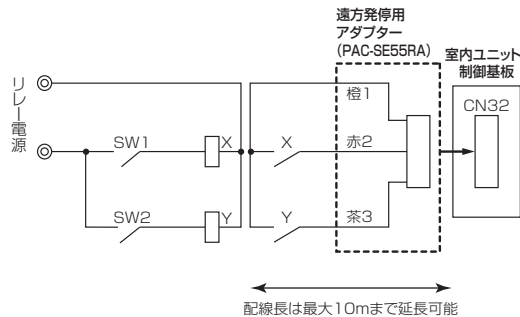 遠方発停用
アダプター
(PAC-SE55RA)
室内ユニット
制御基板
リレー電源
橙1
CN32
SW1
X
X
赤2
SW2
Y
Y
茶3
配線長は最大10mまで延長可能